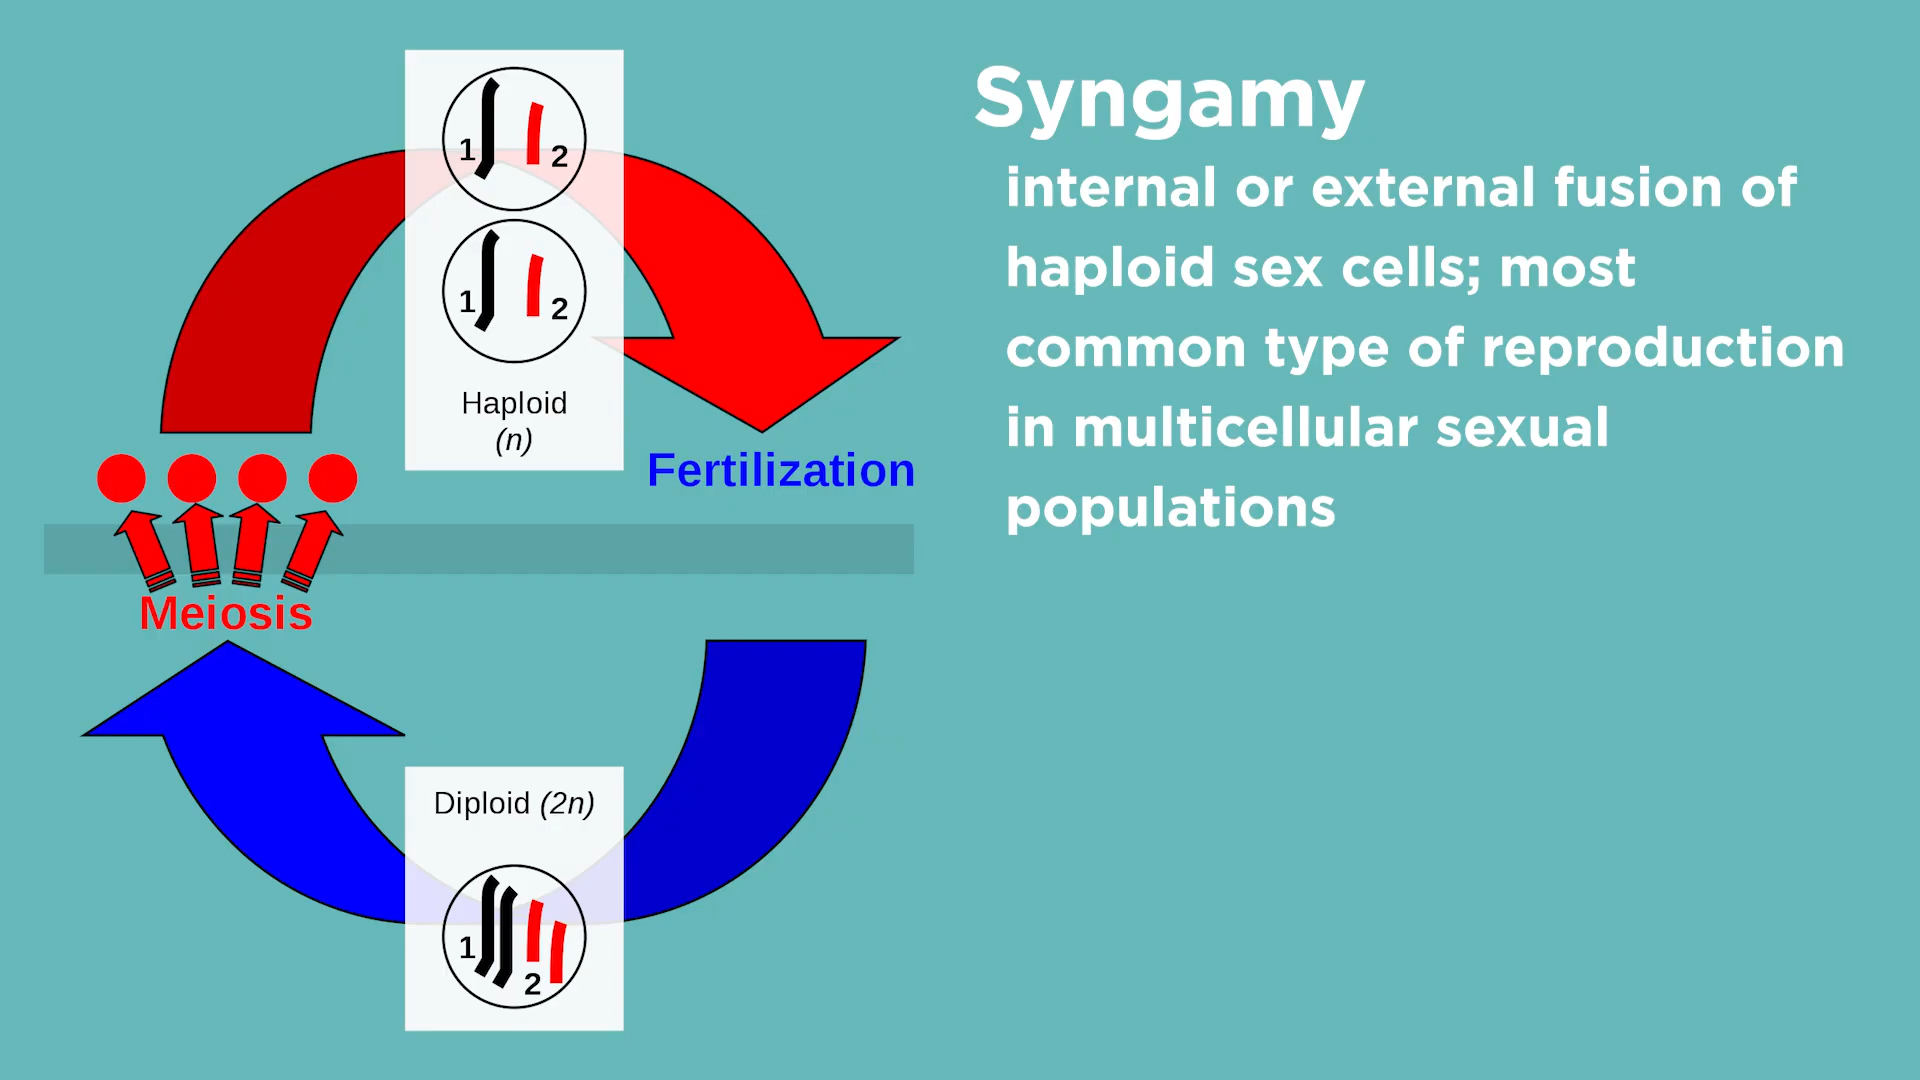 Syngamy
internal or external fusion of
haploid sex cells; most
common type of reproduction
in multicellular sexual
populations
1 2
1 2
Haploid
(n)
Fertilization
Meiosis
Diploid (2n)
1
2